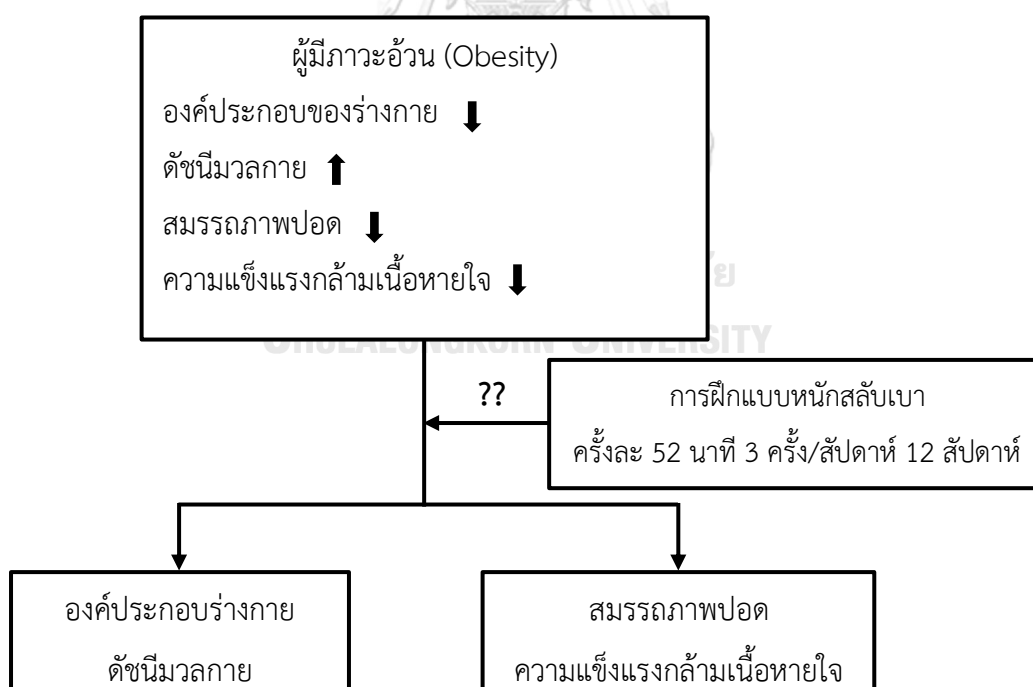 ผู้มีภาวะอ้วน (Obesity)
องค์ประกอบของร่างกาย ⬇
ดัชนีมวลกาย ⬆
สมรรถภาพปอด ⬇
ความแข็งแรงกล้ามเนื้อหายใจ ⬇
??
การฝึกแบบหนักสลับเบา
ครั้งละ 52 นาที 3 ครั้ง/สัปดาห์ 12 สัปดาห์
องค์ประกอบร่างกาย
ดัชนีมวลกาย
สมรรถภาพปอด
ความแข็งแรงกล้ามเนื้อหายใจ